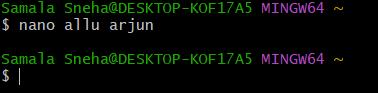 Samala Sneha@DESKTOP-KOF17A5 MINGW64 ~
$ nano allu arjun
Samala Sneha@DESKTOP-KOF17A5 MINGW64 ~
$